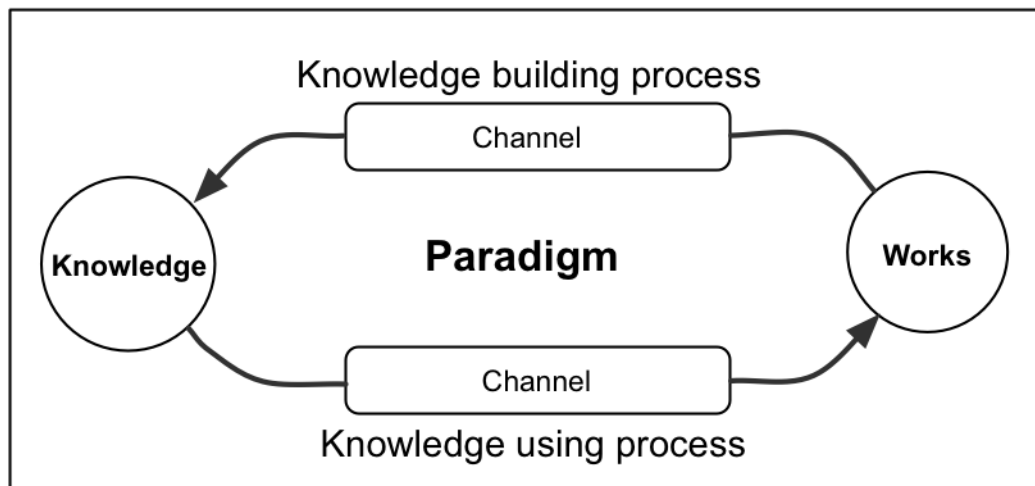 Knowledge building process
Channel
Knowledge
Paradigm
Works
Channel
Knowledge using process